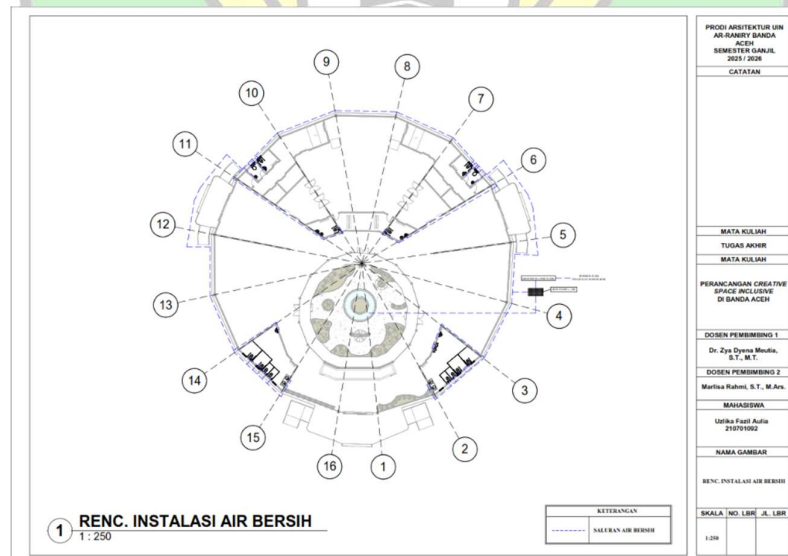 PRODI ARSITEKTUR UIN
AR-RANIRY BANDA
ACEH
SEMESTER GANJIL
2025 / 2026
CATATAN
MATA KULIAH
TUGAS AKHIR
MATA KULIAH
PERANCANGAN CREATIVE
SPACE INCLUSIVE
DI BANDA ACEH
DOSEN PEMBIMBING 1
Dr. Zya Dyena Meutia,
S.T., M.T.
DOSEN PEMBIMBING 2
Marlisa Rahmi, S.T., M.Ars.
MAHASISWA
Uzlika Fazil Aulia
210701092
NAMA GAMBAR
RENC. INSTALASI AIR BERSIH
SKALA NO. LBR JL. LBR
1:250
9
8
10
7
11
6
12
5
13
4
14
3
15
2
16
1
1 RENC. INSTALASI AIR BERSIH
1 : 250
KETERANGAN
SALURAN AIR BERSIH